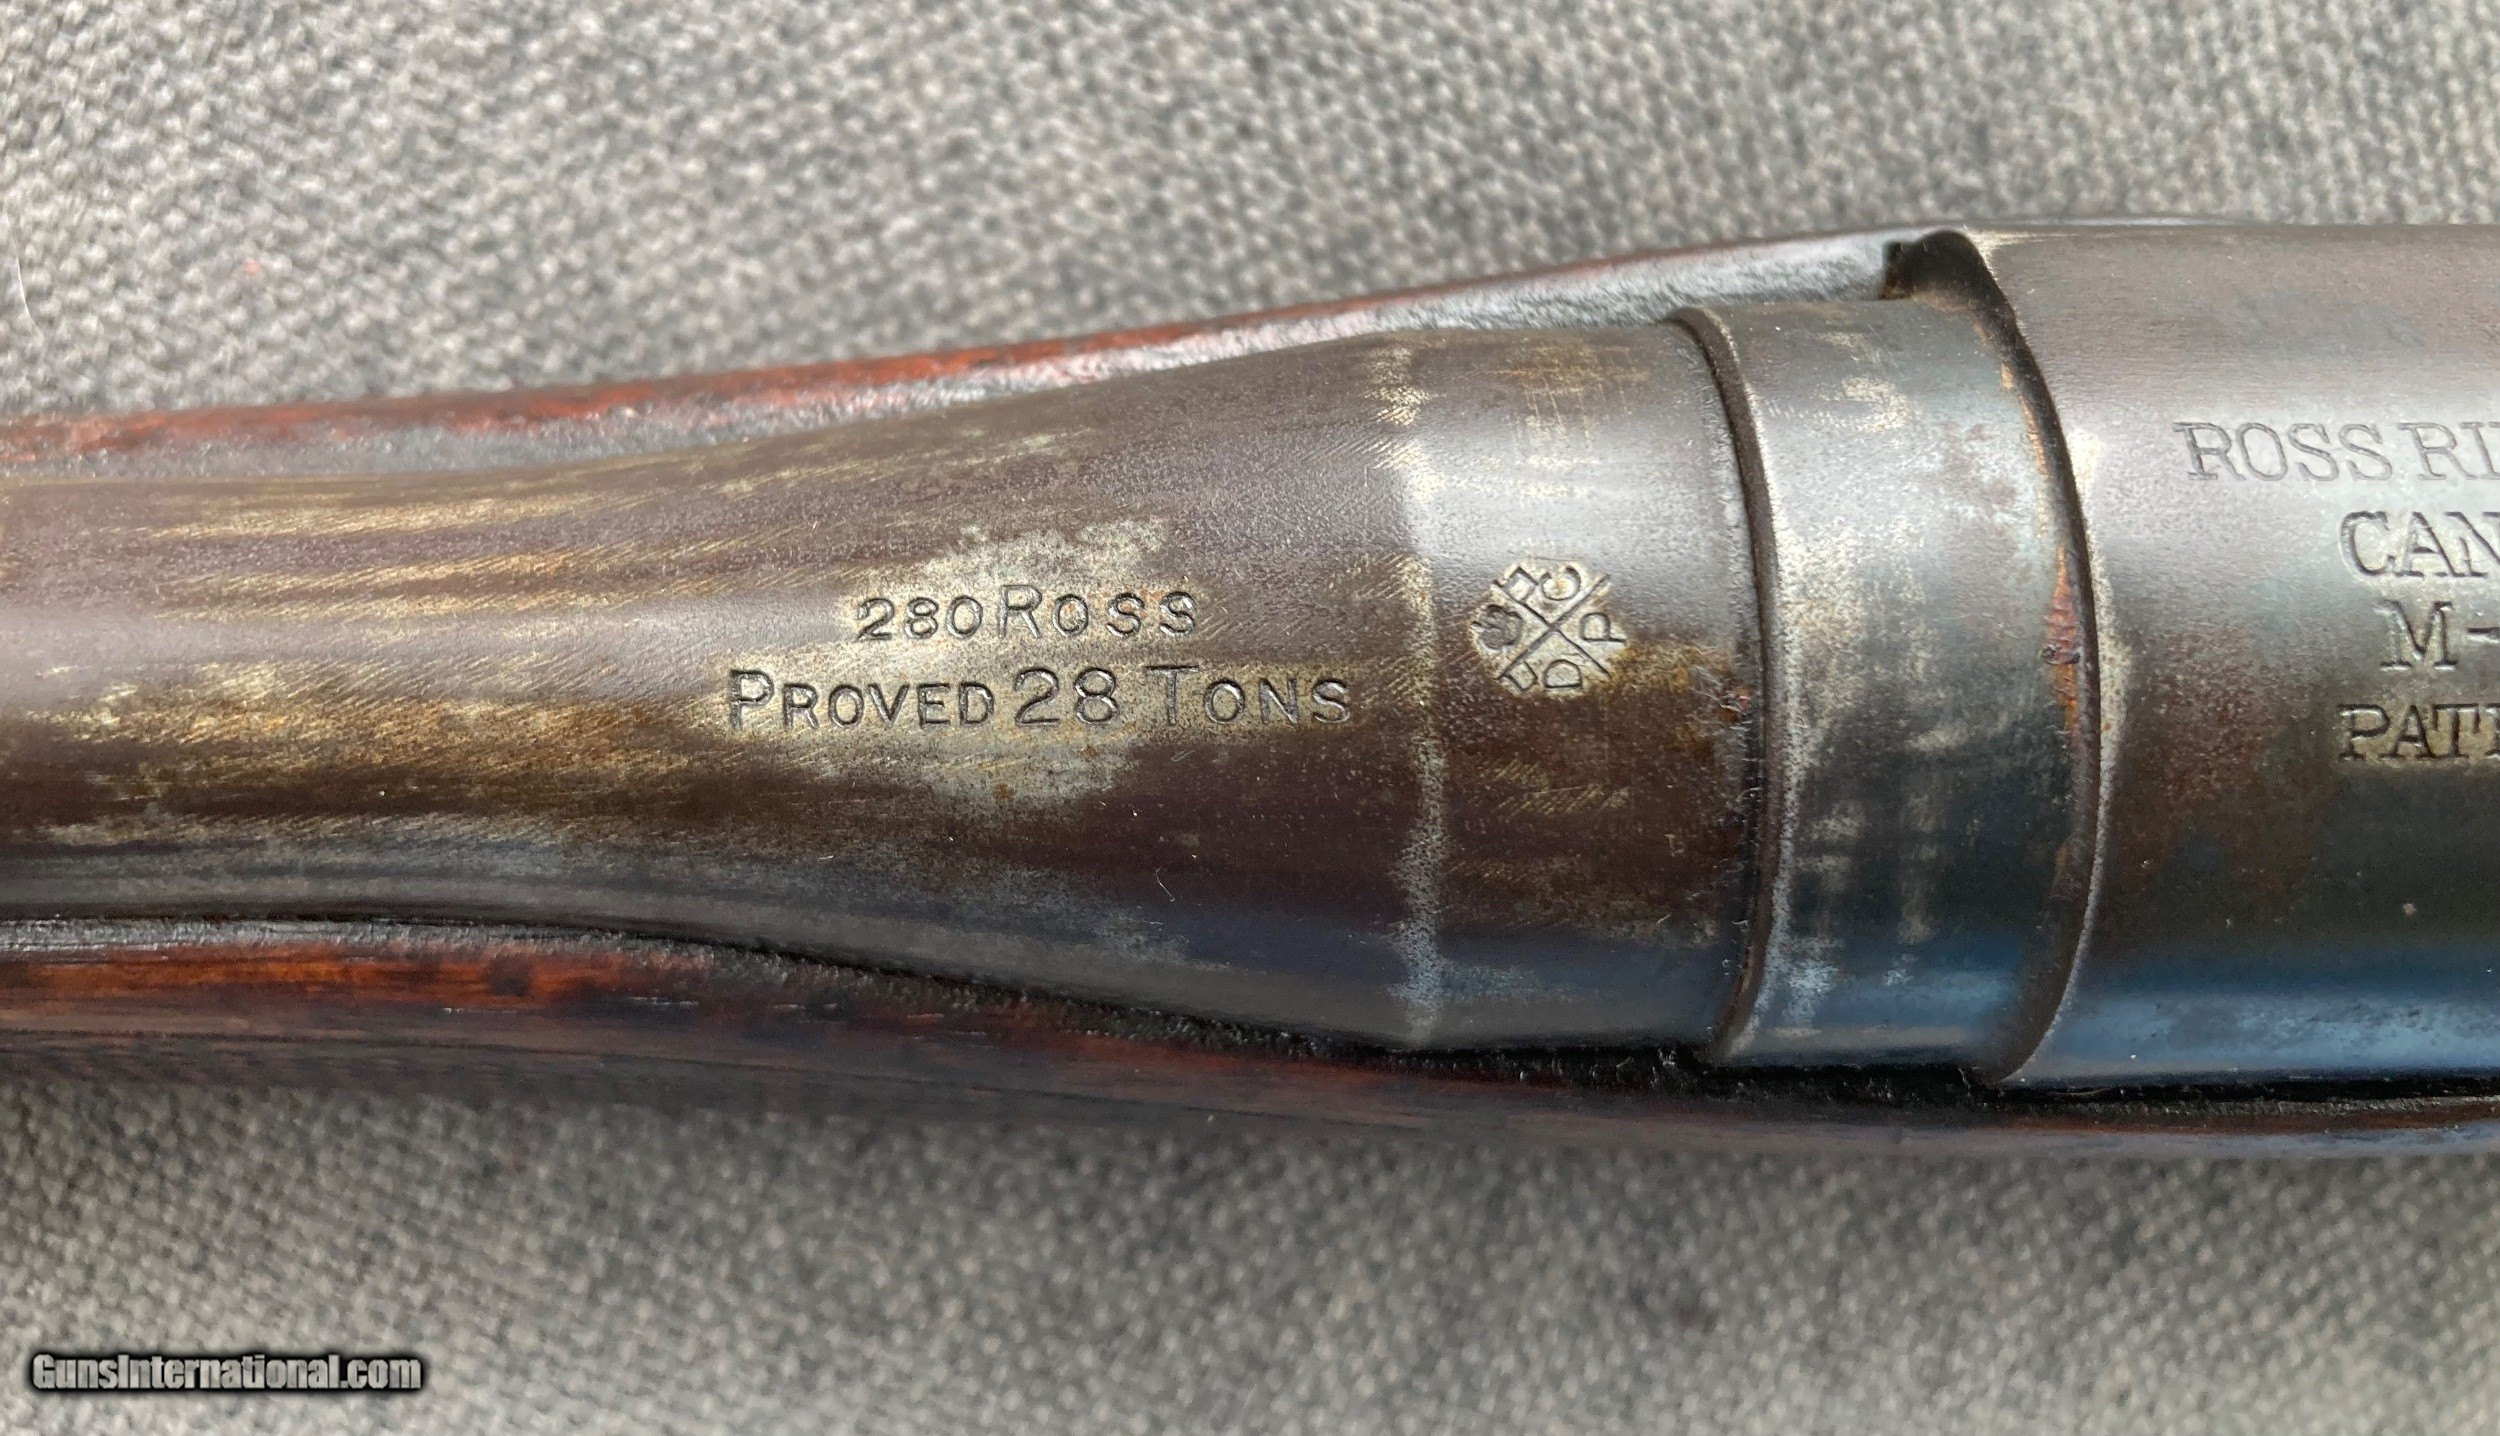 280 ROSS
PROVED 28 TONS
D C P
ROSS RI
CAN
M-
PAT
GunsInternational.com